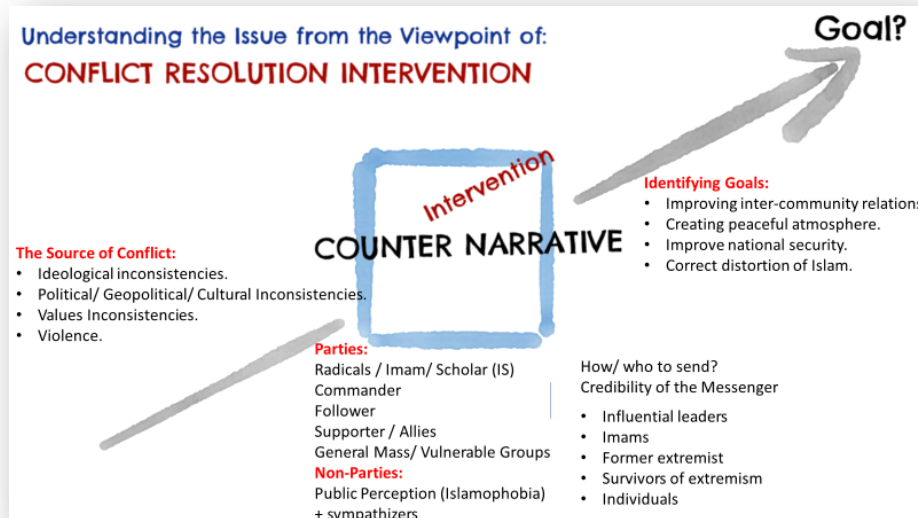 Understanding the Issue from the Viewpoint of:
CONFLICT RESOLUTION INTERVENTION
Goal?
Intervention
COUNTER NARRATIVE
The Source of Conflict:
• Ideological inconsistencies.
• Political/ Geopolitical/ Cultural Inconsistencies.
• Values Inconsistencies.
• Violence.
Identifying Goals:
• Improving inter-community relations
• Creating peaceful atmosphere.
• Improve national security.
• Correct distortion of Islam.
Parties:
Radicals / Imam/ Scholar (IS)
Commander
Follower
Supporter / Allies
General Mass/ Vulnerable Groups
Non-Parties:
Public Perception (Islamophobia)
+ sympathizers
How/ who to send?
Credibility of the Messenger
• Influential leaders
• Imams
• Former extremist
• Survivors of extremism
• Individuals